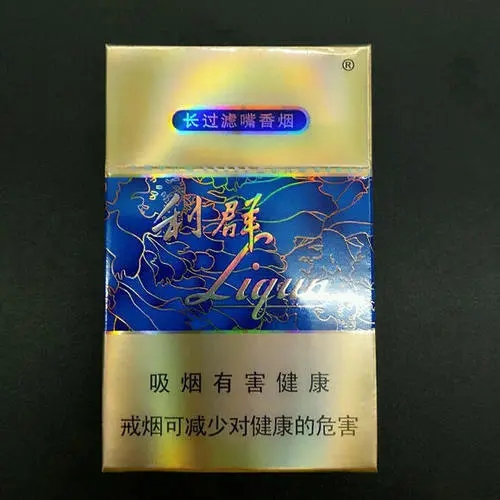 ®
长过滤嘴香烟
利群
Liqun
吸烟有害健康
戒烟可减少对健康的危害